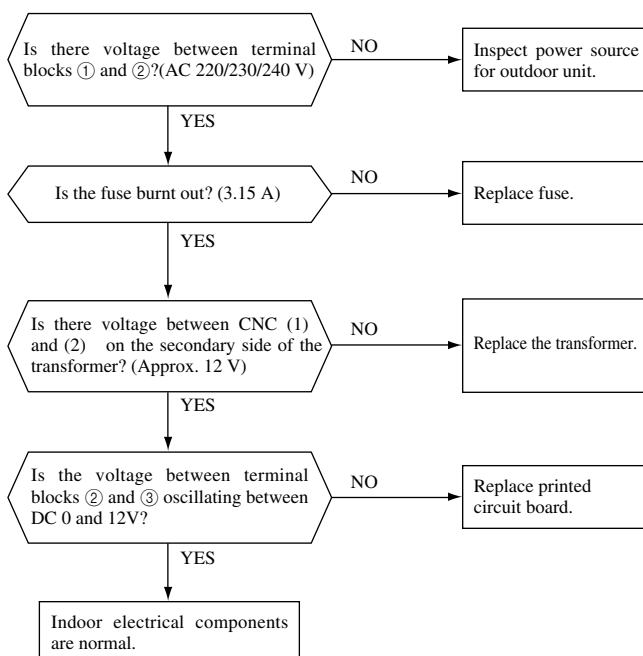 Is there voltage between terminal
blocks ① and ②?(AC 220/230/240 V)
NO
Inspect power source
for outdoor unit.
YES
Is the fuse burnt out? (3.15 A)
NO
Replace fuse.
YES
Is there voltage between CNC (1)
and (2) on the secondary side of the
transformer? (Approx. 12 V)
NO
Replace the transformer.
YES
Is the voltage between terminal
blocks ② and ③ oscillating between
DC 0 and 12V?
NO
Replace printed
circuit board.
YES
Indoor electrical components
are normal.